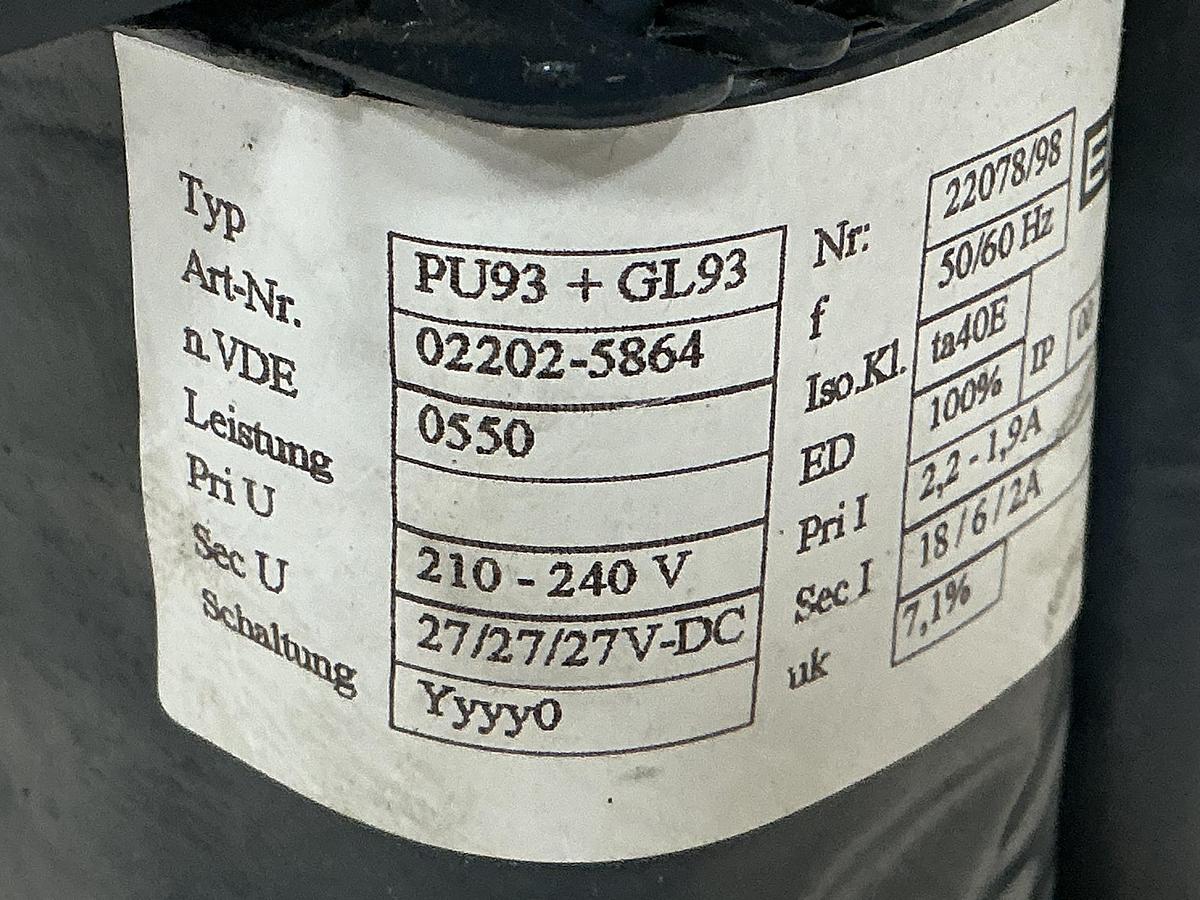 Typ PU93 + GL93
Art-Nr. 02202-5864
n.VDE 0550
Leistung
Pri U 210 - 240 V
Sec U 27/27/27V-DC
Schaltung Yyyy0
Nr: 22078/98
f 50/60 Hz
Iso.Kl. ta40E
ED 100% IP
Pri I 2,2 - 1,9A
Sec I 18 / 6 / 2A
uk 7,1%